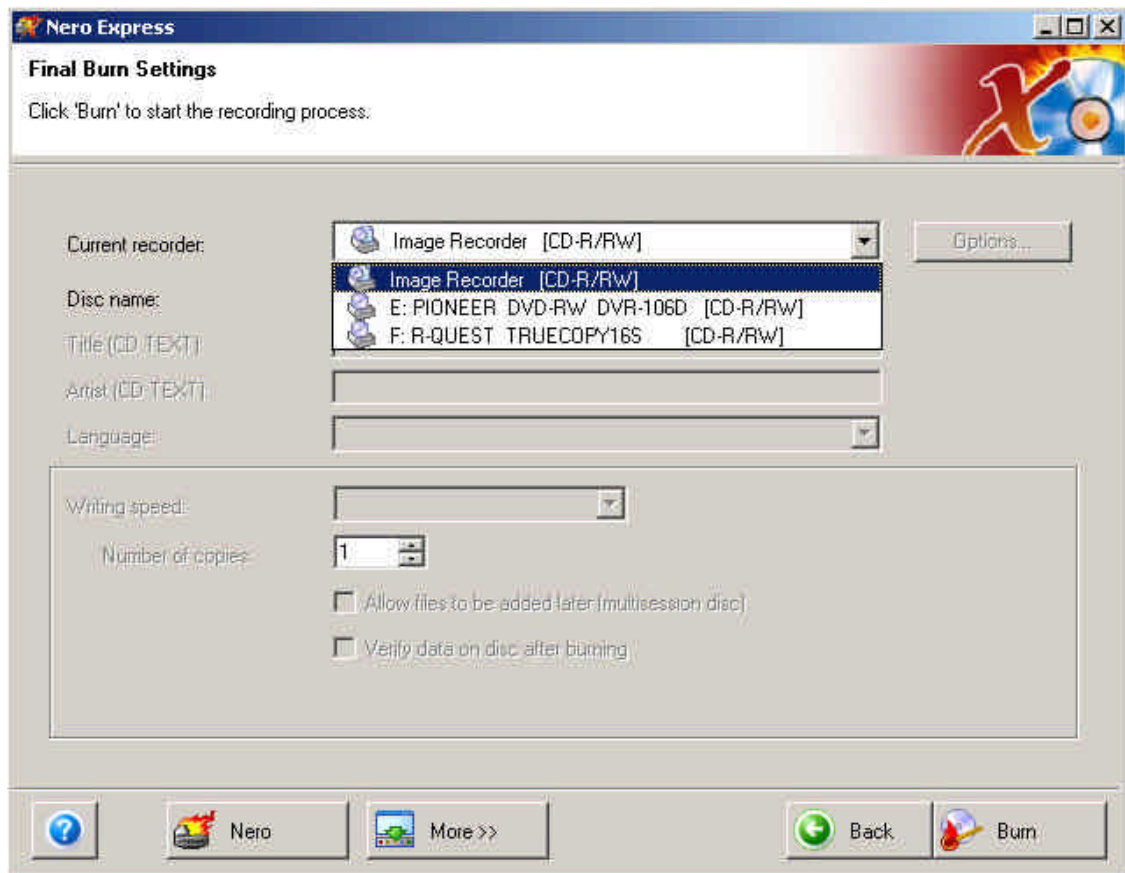 Nero Express
Final Burn Settings
Click 'Burn' to start the recording process.
Current recorder: Image Recorder [CD-R/RW] Options...
Image Recorder [CD-R/RW]
Disc name: E: PIONEER DVD-RW DVR-106D [CD-R/RW]
Title (CD TEXT): F: R-QUEST TRUECOPY16S [CD-R/RW]
Artist (CD TEXT):
Language:
Writing speed:
Number of copies: 1
Allow files to be added later (multisession disc)
Verify data on disc after burning
? Nero More >> Back Burn